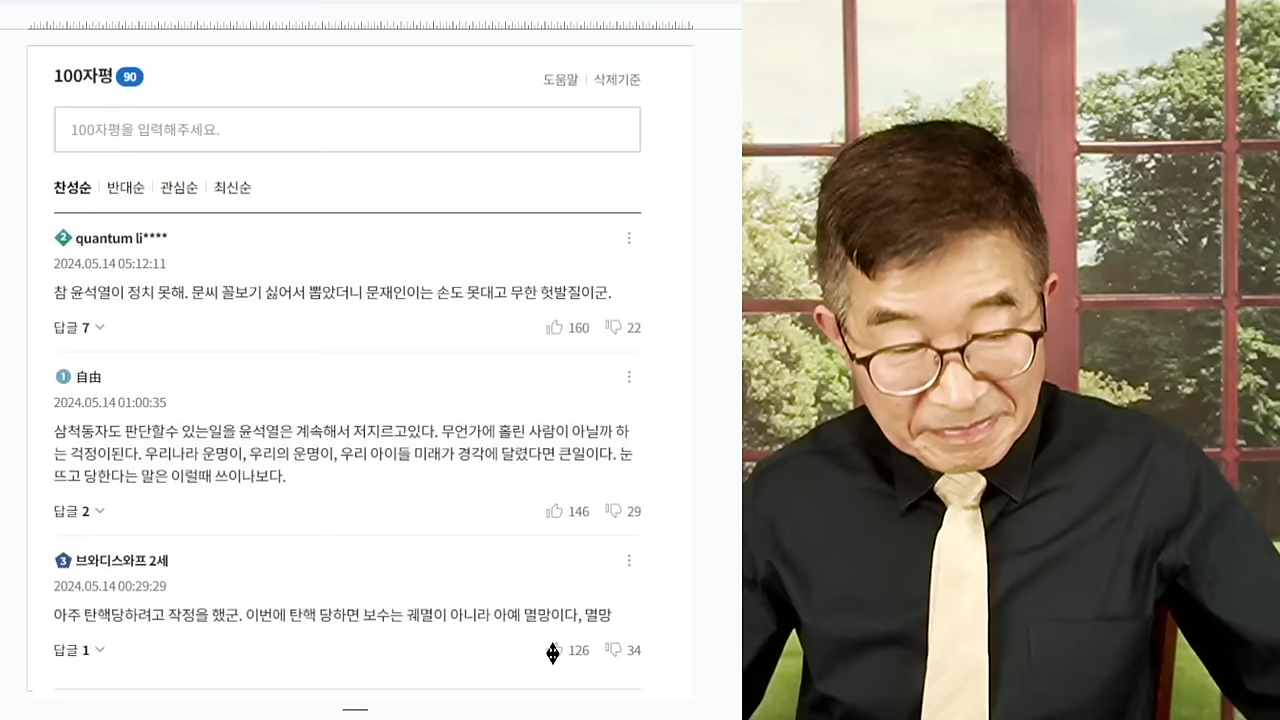 100자평 90
도움말 삭제기준
100자평을 입력해주세요.
찬성순 반대순 관심순 최신순
2 quantum li****
2024.05.14 05:12:11
참 윤석열이 정치 못해. 문씨 꼴보기 싫어서 뽑았더니 문재인이는 손도 못대고 무한 헛발질이군.
답글 7 160 22
1 自由
2024.05.14 01:00:35
삼척동자도 판단할수 있는일을 윤석열은 계속해서 저지르고있다. 무언가에 홀린 사람이 아닐까 하
는 걱정이된다. 우리나라 운명이, 우리의 운명이, 우리 아이들 미래가 경각에 달렸다면 큰일이다. 눈
뜨고 당한다는 말은 이럴때 쓰이나보다.
답글 2 146 29
3 브와디스와프 2세
2024.05.14 00:29:29
아주 탄핵당하려고 작정을 했군. 이번에 탄핵 당하면 보수는 궤멸이 아니라 아예 멸망이다, 멸망
답글 1 126 34